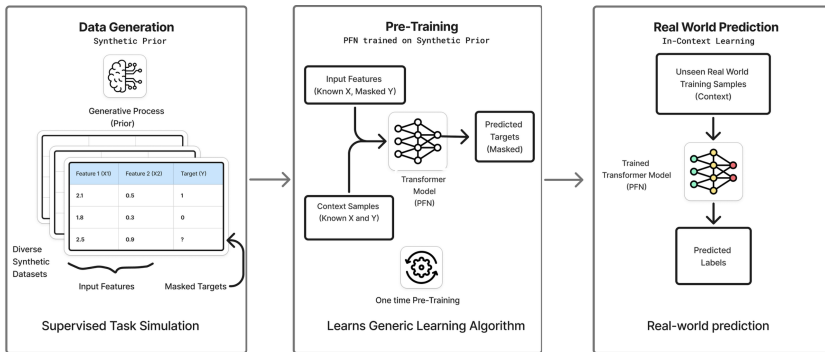 Data Generation
Synthetic Prior
Generative Process
(Prior)
Feature 1 (X1) Feature 2 (X2) Target (Y)
2.1 0.5 1
1.8 0.3 0
2.5 0.9 ?
Diverse
Synthetic
Datasets
Input Features
Masked Targets
Supervised Task Simulation
Pre-Training
PFN trained on Synthetic Prior
Input Features
(Known X, Masked Y)
Predicted
Targets
(Masked)
Transformer
Model
(PFN)
Context Samples
(Known X and Y)
One time Pre-Training
Learns Generic Learning Algorithm
Real World Prediction
In-Context Learning
Unseen Real World
Training Samples
(Context)
Trained
Transformer Model
(PFN)
Predicted
Labels
Real-world prediction